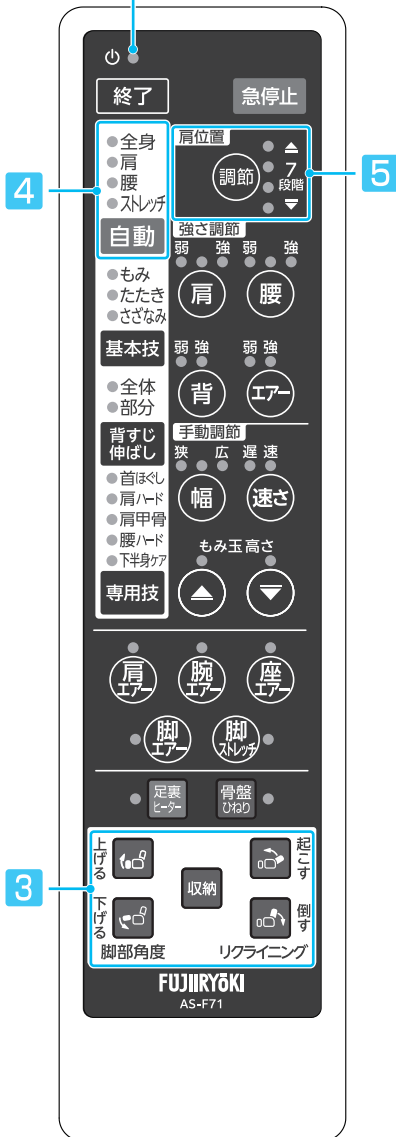 終了
急停止
全身
肩
腰
ストレッチ
自動
4
肩位置
調節
7
段階
5
強さ調節
弱 強 弱 強
肩 腰
もみ
たたき
さざなみ
基本技
弱 強 弱 強
背 エアー
全体
部分
背すじ
伸ばし
手動調節
狭 広 遅 速
幅 速さ
首ほぐし
肩ハード
肩甲骨
腰ハード
下半身ケア
専用技
もみ玉高さ
肩エアー 腕エアー 座エアー
脚エアー 脚ストレッチ
足裏ヒーター 骨盤ひねり
3
上げる
下げる
脚部角度
収納
起こす
倒す
リクライニング
FUJIIRYōKI
AS-F71